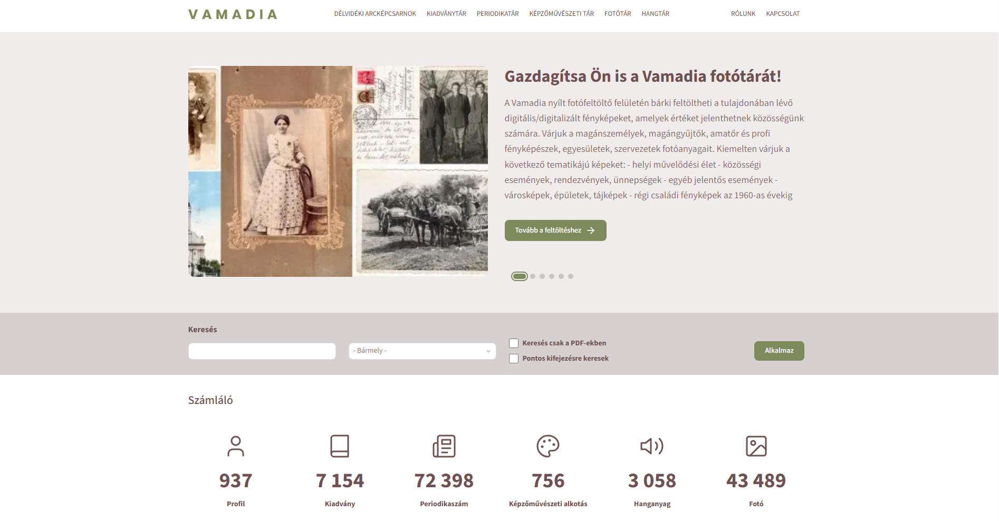 VAMADIA
DÉLVIDÉKI ARCKÉPCSARNOK KIADVÁNYTÁR PERIODIKATÁR KÉPZŐMŰVÉSZETI TÁR FOTÓTÁR HANGTÁR RÓLUNK KAPCSOLAT
Gazdagítsa Ön is a Vamadia fotótárát!
A Vamadia nyílt fotófeltöltő felületén bárki feltöltheti a tulajdonában lévő
digitális/digitalizált fényképeket, amelyek értéket jelenthetnek közösségünk
számára. Várjuk a magánszemélyek, magángyűjtők, amatőr és profi
fényképészek, egyesületek, szervezetek fotóanyagait. Kiemelten várjuk a
következő tematikájú képeket: - helyi művelődési élet - közösségi
események, rendezvények, ünnepségek - egyéb jelentős események -
városképek, épületek, tájképek - régi családi fényképek az 1960-as évekig
Tovább a feltöltéshez
Keresés
- Bármely -
Keresés csak a PDF-ekben
Pontos kifejezésre keresek
Alkalmaz
Számláló
937
Profil
7 154
Kiadvány
72 398
Periodikaszám
756
Képzőművészeti alkotás
3 058
Hanganyag
43 489
Fotó